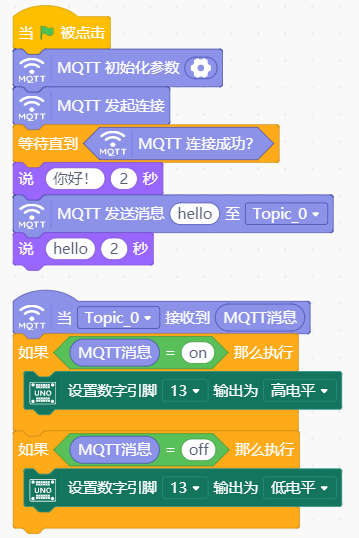 当 被点击
MQTT MQTT 初始化参数
MQTT MQTT 发起连接
等待直到 MQTT MQTT 连接成功?
说 你好! 2 秒
MQTT MQTT 发送消息 hello 至 Topic_0
说 hello 2 秒
MQTT 当 Topic_0 接收到 MQTT消息
如果 MQTT消息 = on 那么执行
UNO 设置数字引脚 13 输出为 高电平
如果 MQTT消息 = off 那么执行
UNO 设置数字引脚 13 输出为 低电平